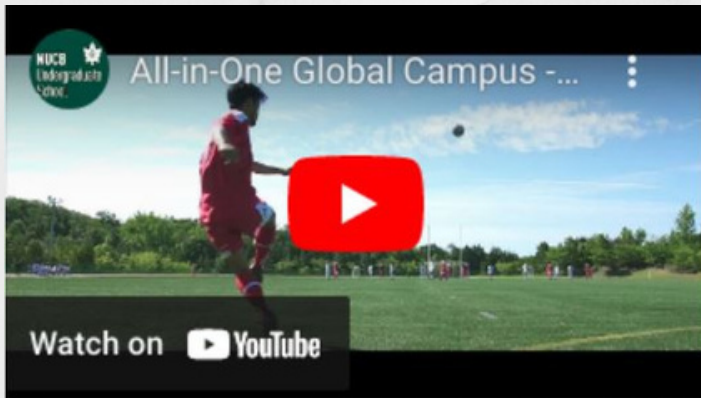 NUCB
Undergraduate
School
All-in-One Global Campus -...
Watch on YouTube